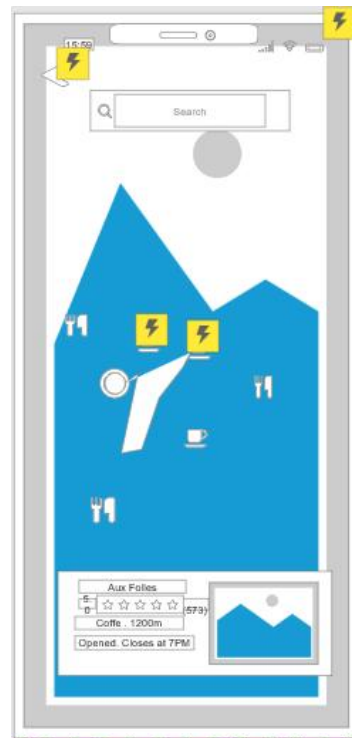 15:59
Search
Aux Folles
5.
0
(573)
Coffe . 1200m
Opened. Closes at 7PM